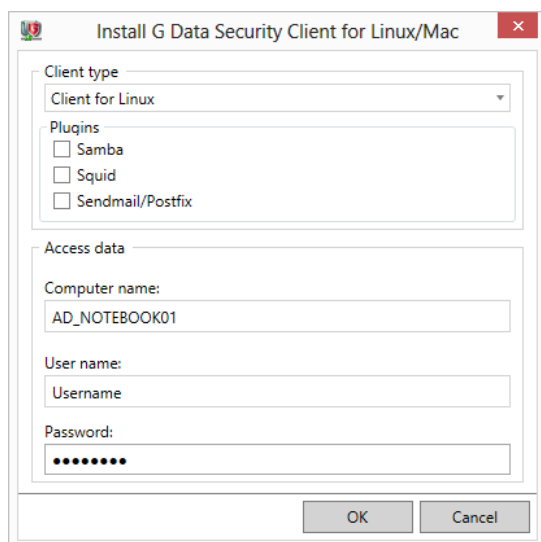 Install G Data Security Client for Linux/Mac
Client type
Client for Linux
Plugins
Samba
Squid
Sendmail/Postfix
Access data
Computer name:
AD_NOTEBOOK01
User name:
Username
Password:
●●●●●●●●
OK Cancel